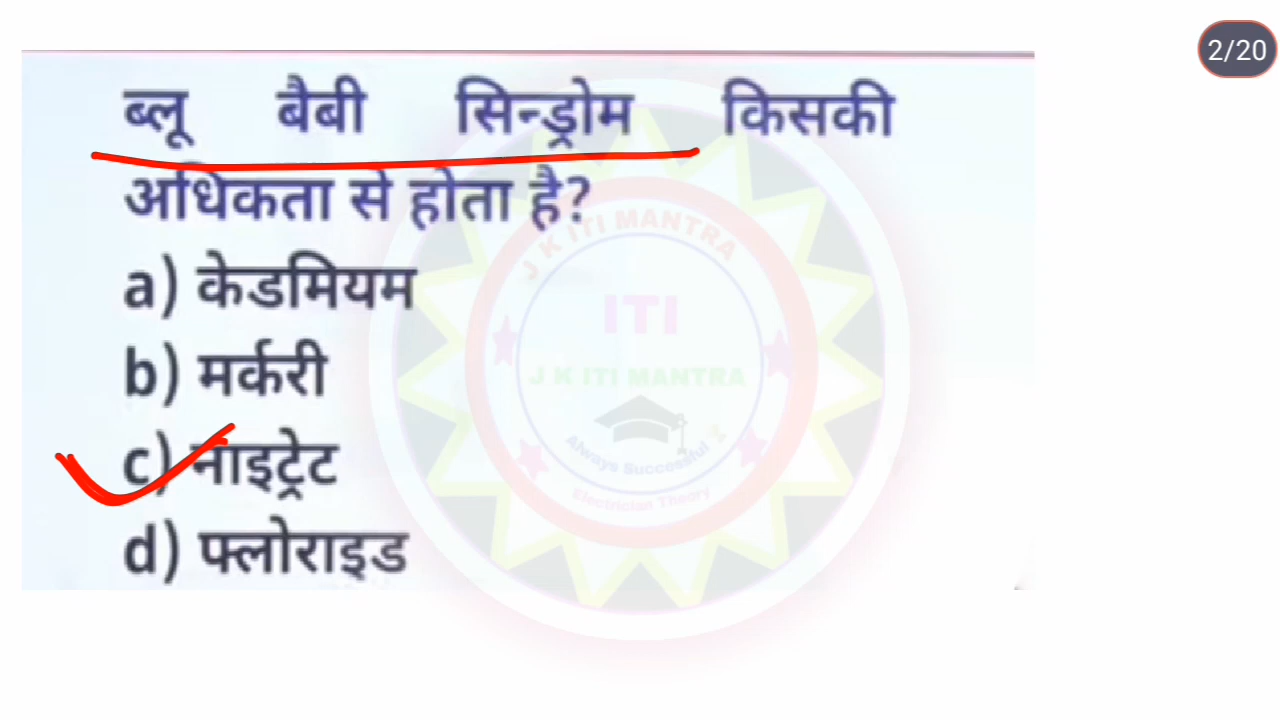 2/20
ब्लू बैबी सिन्ड्रोम किसकी
अधिकता से होता है?
a) केडमियम
b) मर्करी
c) नाइट्रेट
d) फ्लोराइड
J K ITI MANTRA
ITI
J K ITI MANTRA
Always Successful
Electrician Theory